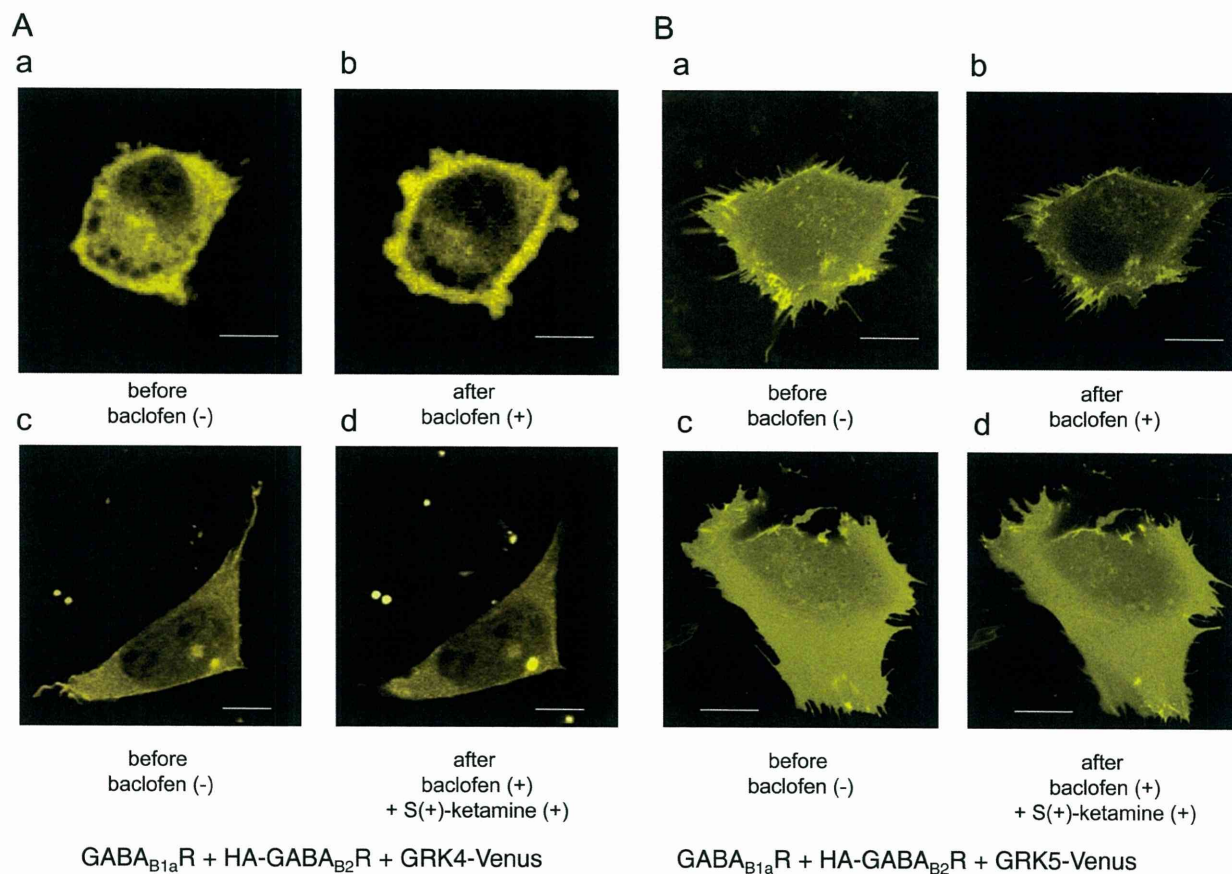 A
B
a
b
a
b
before
baclofen (-)
after
baclofen (+)
before
baclofen (-)
after
baclofen (+)
c
d
c
d
before
baclofen (-)
after
baclofen (+)
+ S(+)-ketamine (+)
before
baclofen (-)
after
baclofen (+)
+ S(+)-ketamine (+)
GABAB1aR + HA-GABAB2R + GRK4-Venus
GABAB1aR + HA-GABAB2R + GRK5-Venus